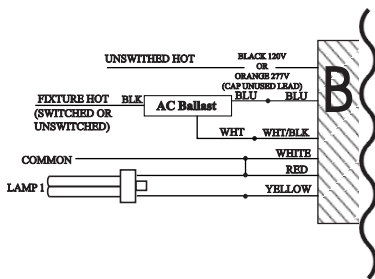 UNSWITHED HOT
BLACK 120V
OR
ORANGE 277V
(CAP UNUSED LEAD)
FIXTURE HOT
(SWITCHED OR
UNSWITCHED)
BLK
AC Ballast
BLU
BLU
B
WHT
WHT/BLK
COMMON
WHITE
RED
LAMP 1
YELLOW